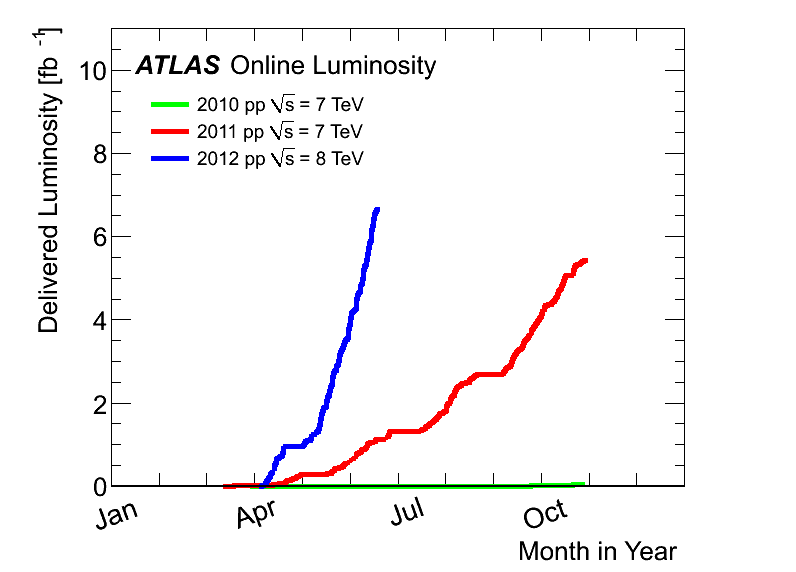 Delivered Luminosity [fb⁻¹]
10
8
6
4
2
0
ATLAS Online Luminosity
2010 pp √s = 7 TeV
2011 pp √s = 7 TeV
2012 pp √s = 8 TeV
Jan Apr Jul Oct
Month in Year